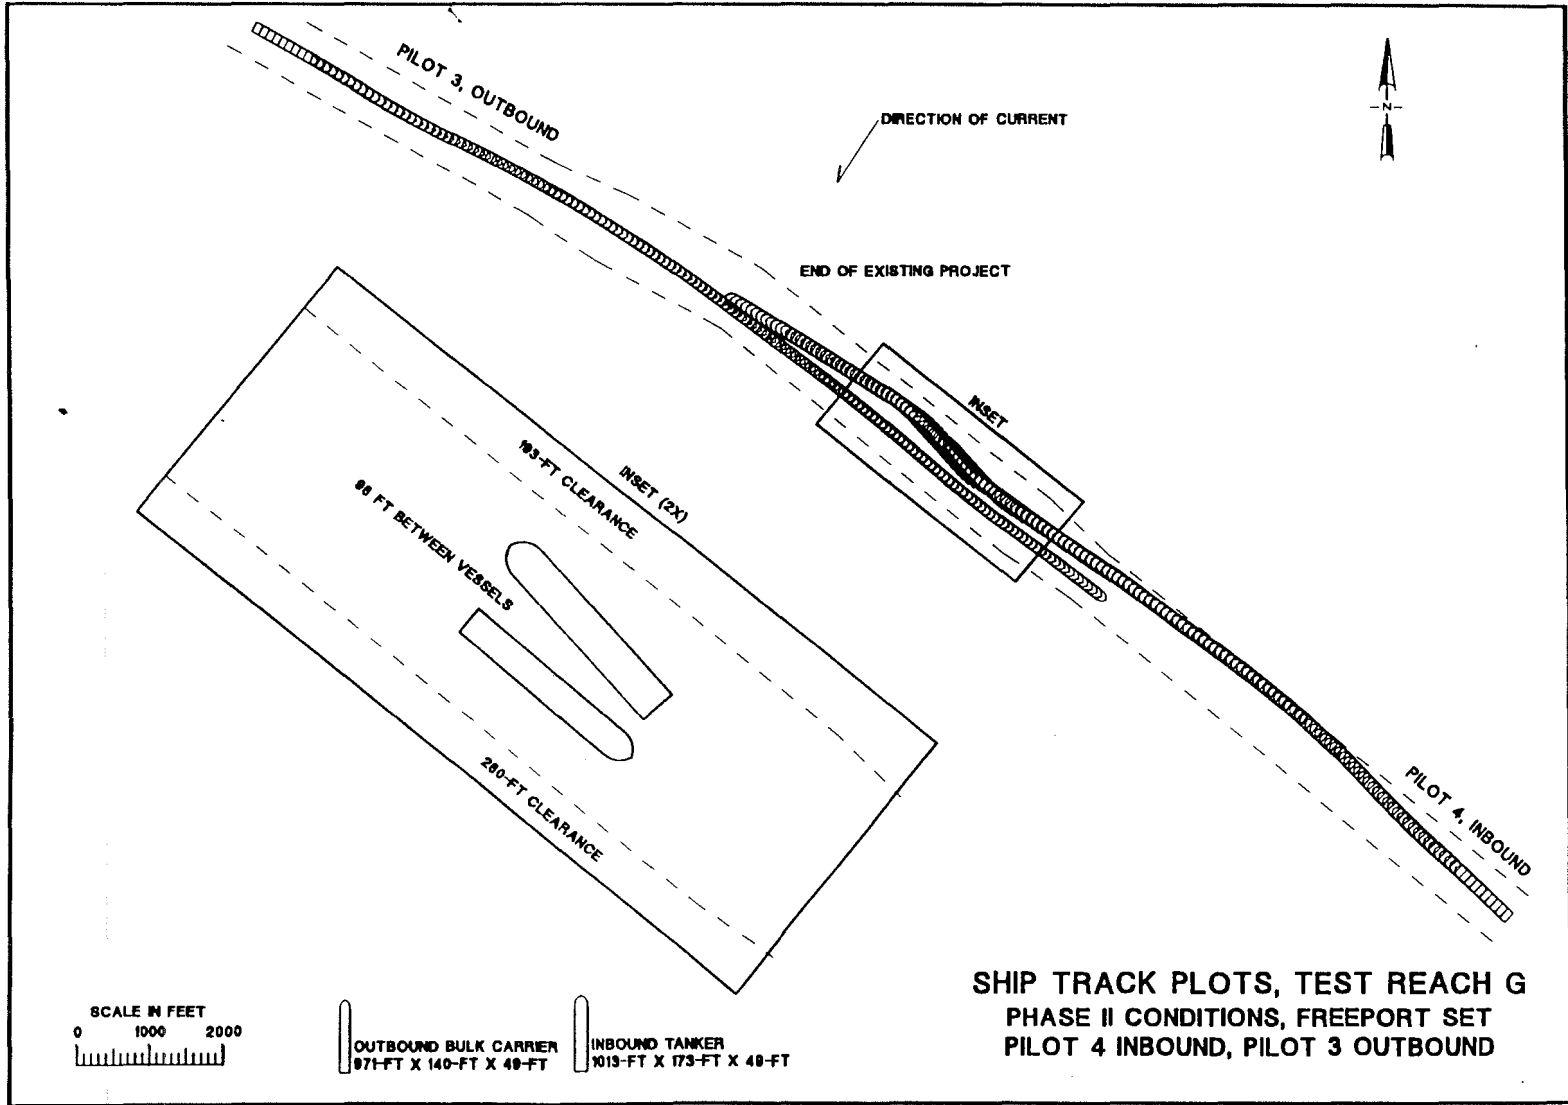 PILOT 3, OUTBOUND
DIRECTION OF CURRENT
-N-
END OF EXISTING PROJECT
INSET
INSET (2X)
193-FT CLEARANCE
96 FT BETWEEN VESSELS
260-FT CLEARANCE
PILOT 4, INBOUND
SCALE IN FEET
0 1000 2000
OUTBOUND BULK CARRIER
971-FT X 140-FT X 49-FT
INBOUND TANKER
1013-FT X 173-FT X 49-FT
SHIP TRACK PLOTS, TEST REACH G
PHASE II CONDITIONS, FREEPORT SET
PILOT 4 INBOUND, PILOT 3 OUTBOUND